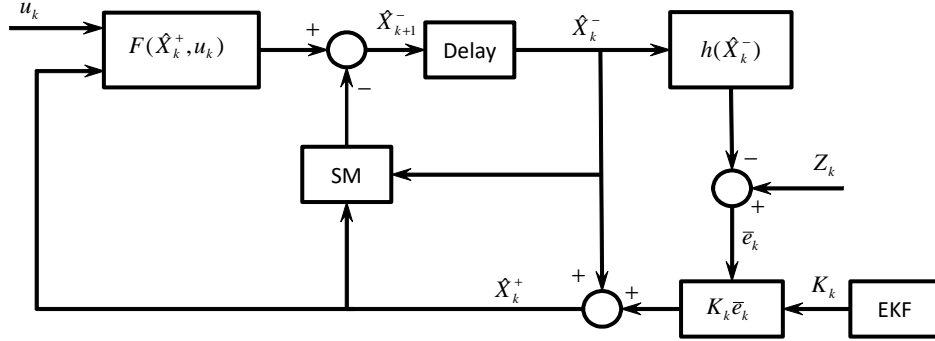 u_k
F(X̂_k^+, u_k)
+
X̂_{k+1}^-
Delay
X̂_k^-
h(X̂_k^-)
−
SM
−
Z_k
+
ē_k
X̂_k^+
+
+
K_k ē_k
K_k
EKF